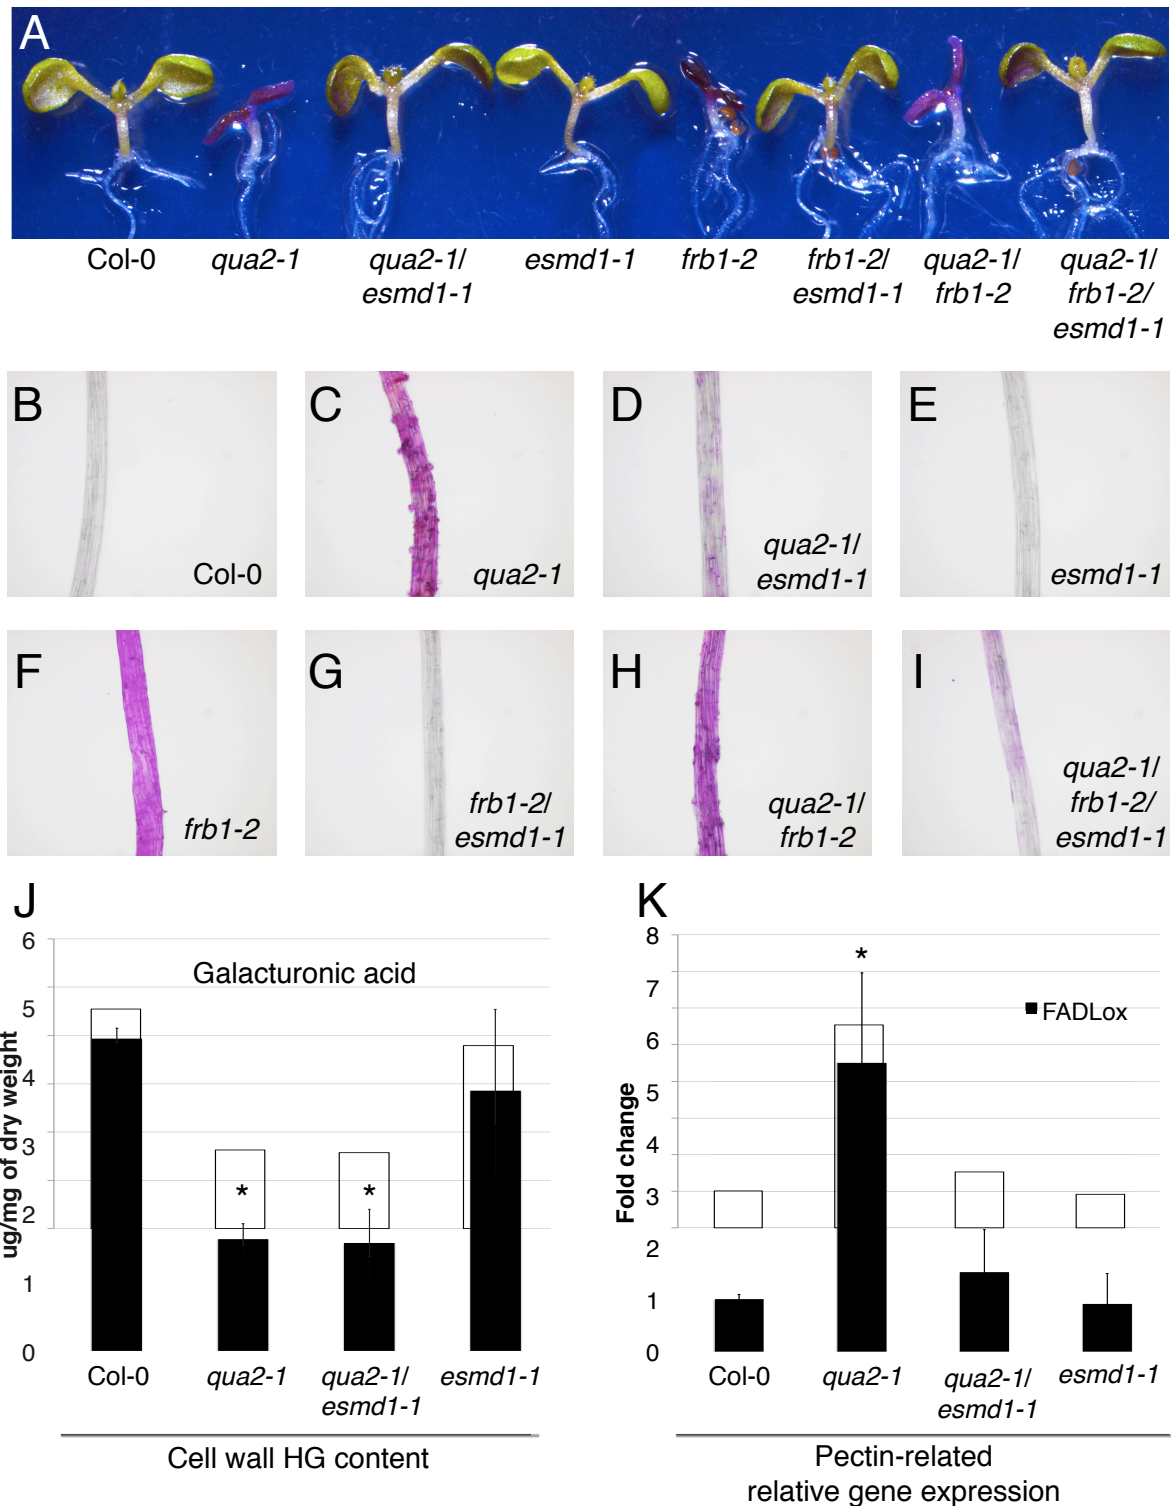 A
Col-0
qua2-1
qua2-1/
esmd1-1
esmd1-1
frb1-2
frb1-2/
esmd1-1
qua2-1/
frb1-2
qua2-1/
frb1-2/
esmd1-1
B
Col-0
C
qua2-1
D
qua2-1/
esmd1-1
E
esmd1-1
F
frb1-2
G
frb1-2/
esmd1-1
H
qua2-1/
frb1-2
I
qua2-1/
frb1-2/
esmd1-1
J
Galacturonic acid
ug/mg of dry weight
6
5
4
3
2
1
0
*
*
Col-0
qua2-1
qua2-1/
esmd1-1
esmd1-1
Cell wall HG content
K
Fold change
8
7
6
5
4
3
2
1
0
*
FADLox
Col-0
qua2-1
qua2-1/
esmd1-1
esmd1-1
Pectin-related
relative gene expression